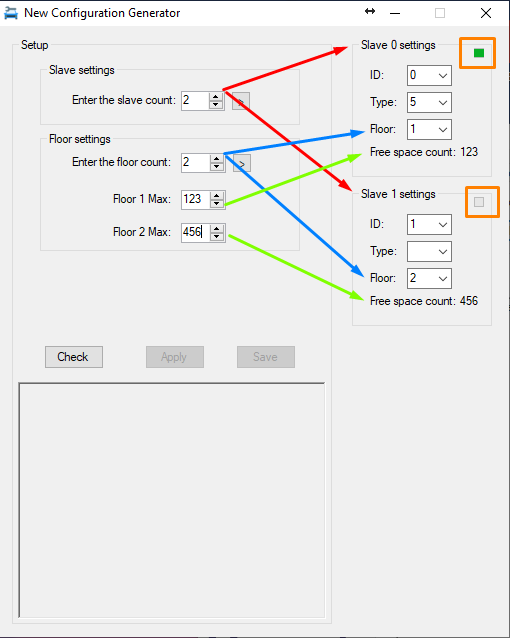 New Configuration Generator
Setup
Slave settings
Enter the slave count: 2
>
Floor settings
Enter the floor count: 2
>
Floor 1 Max: 123
Floor 2 Max: 456
Check
Apply
Save
Slave 0 settings
ID: 0
Type: 5
Floor: 1
Free space count: 123
Slave 1 settings
ID: 1
Type:
Floor: 2
Free space count: 456